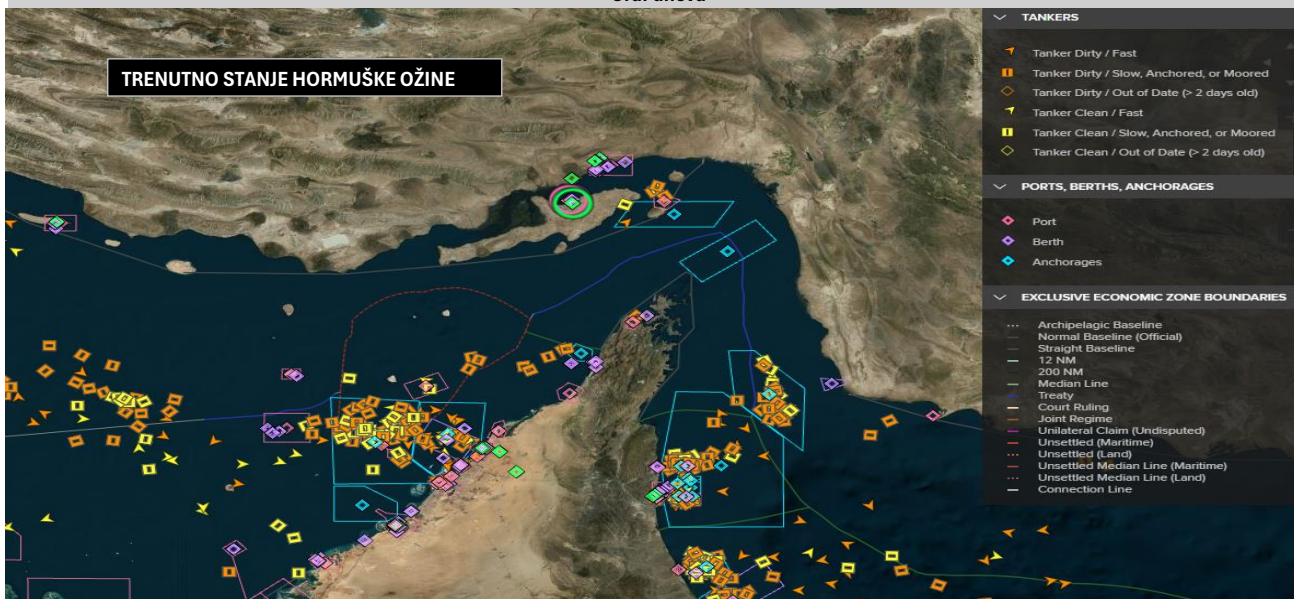 TRENUTNO STANJE HORMUŠKE OŽINE
TANKERS
Tanker Dirty / Fast
Tanker Dirty / Slow, Anchored, or Moored
Tanker Dirty / Out of Date (> 2 days old)
Tanker Clean / Fast
Tanker Clean / Slow, Anchored, or Moored
Tanker Clean / Out of Date (> 2 days old)
PORTS, BERTHS, ANCHORAGES
Port
Berth
Anchorages
EXCLUSIVE ECONOMIC ZONE BOUNDARIES
Archipelagic Baseline
Normal Baseline (Official)
Straight Baseline
12 NM
200 NM
Median Line
Treaty
Court Ruling
Joint Regime
Unilateral Claim (Undisputed)
Unsettled (Maritime)
Unsettled (Land)
Unsettled Median Line (Maritime)
Unsettled Median Line (Land)
Connection Line